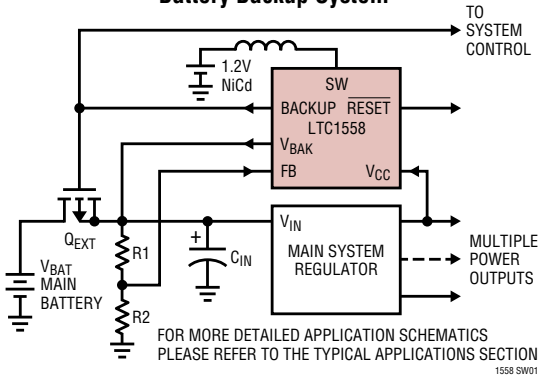 Battery Backup System
TO
SYSTEM
CONTROL
1.2V
NiCd
SW
BACKUP RESET
LTC1558
VBAK
FB VCC
QEXT
R1
+
CIN
VIN
MAIN SYSTEM
REGULATOR
MULTIPLE
POWER
OUTPUTS
VBAT
MAIN
BATTERY
R2
FOR MORE DETAILED APPLICATION SCHEMATICS
PLEASE REFER TO THE TYPICAL APPLICATIONS SECTION
1558 SW01